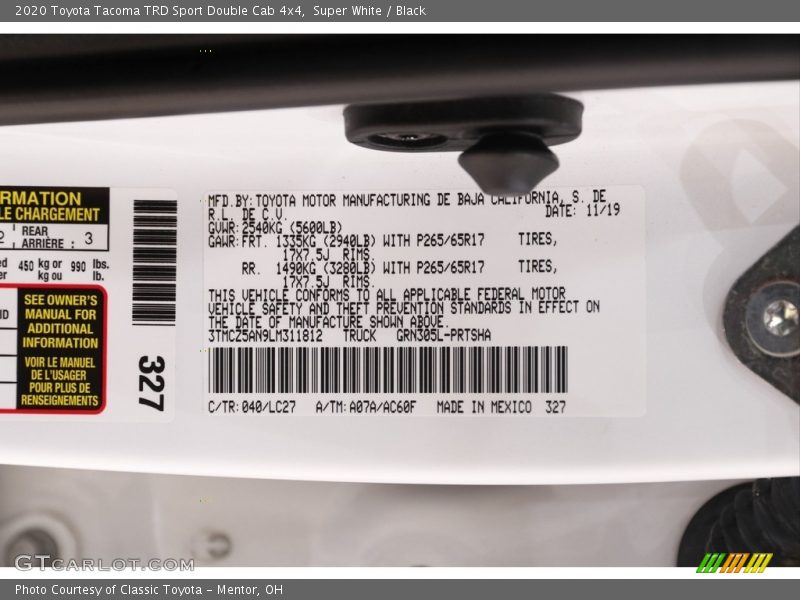 2020 Toyota Tacoma TRD Sport Double Cab 4x4, Super White / Black
RMATION
LE CHARGEMENT
2 REAR ARRIÈRE : 3
450 kg or kg ou 990 lbs. lb.
SEE OWNER'S
MANUAL FOR
ADDITIONAL
INFORMATION
VOIR LE MANUEL
DE L'USAGER
POUR PLUS DE
RENSEIGNEMENTS
327
MFD.BY:TOYOTA MOTOR MANUFACTURING DE BAJA CALIFORNIA, S. DE
R.L. DE C.V. DATE: 11/19
GVWR:2540KG (5600LB)
GAWR:FRT. 1335KG (2940LB) WITH P265/65R17 TIRES,
17X7.5J RIMS.
RR. 1490KG (3280LB) WITH P265/65R17 TIRES,
17X7.5J RIMS.
THIS VEHICLE CONFORMS TO ALL APPLICABLE FEDERAL MOTOR
VEHICLE SAFETY AND THEFT PREVENTION STANDARDS IN EFFECT ON
THE DATE OF MANUFACTURE SHOWN ABOVE.
3TMCZ5AN9LM311812 TRUCK GRN305L-PRTSHA
C/TR:040/LC27 A/TM:A07A/AC60F MADE IN MEXICO 327
GTCARLOT.COM
Photo Courtesy of Classic Toyota - Mentor, OH